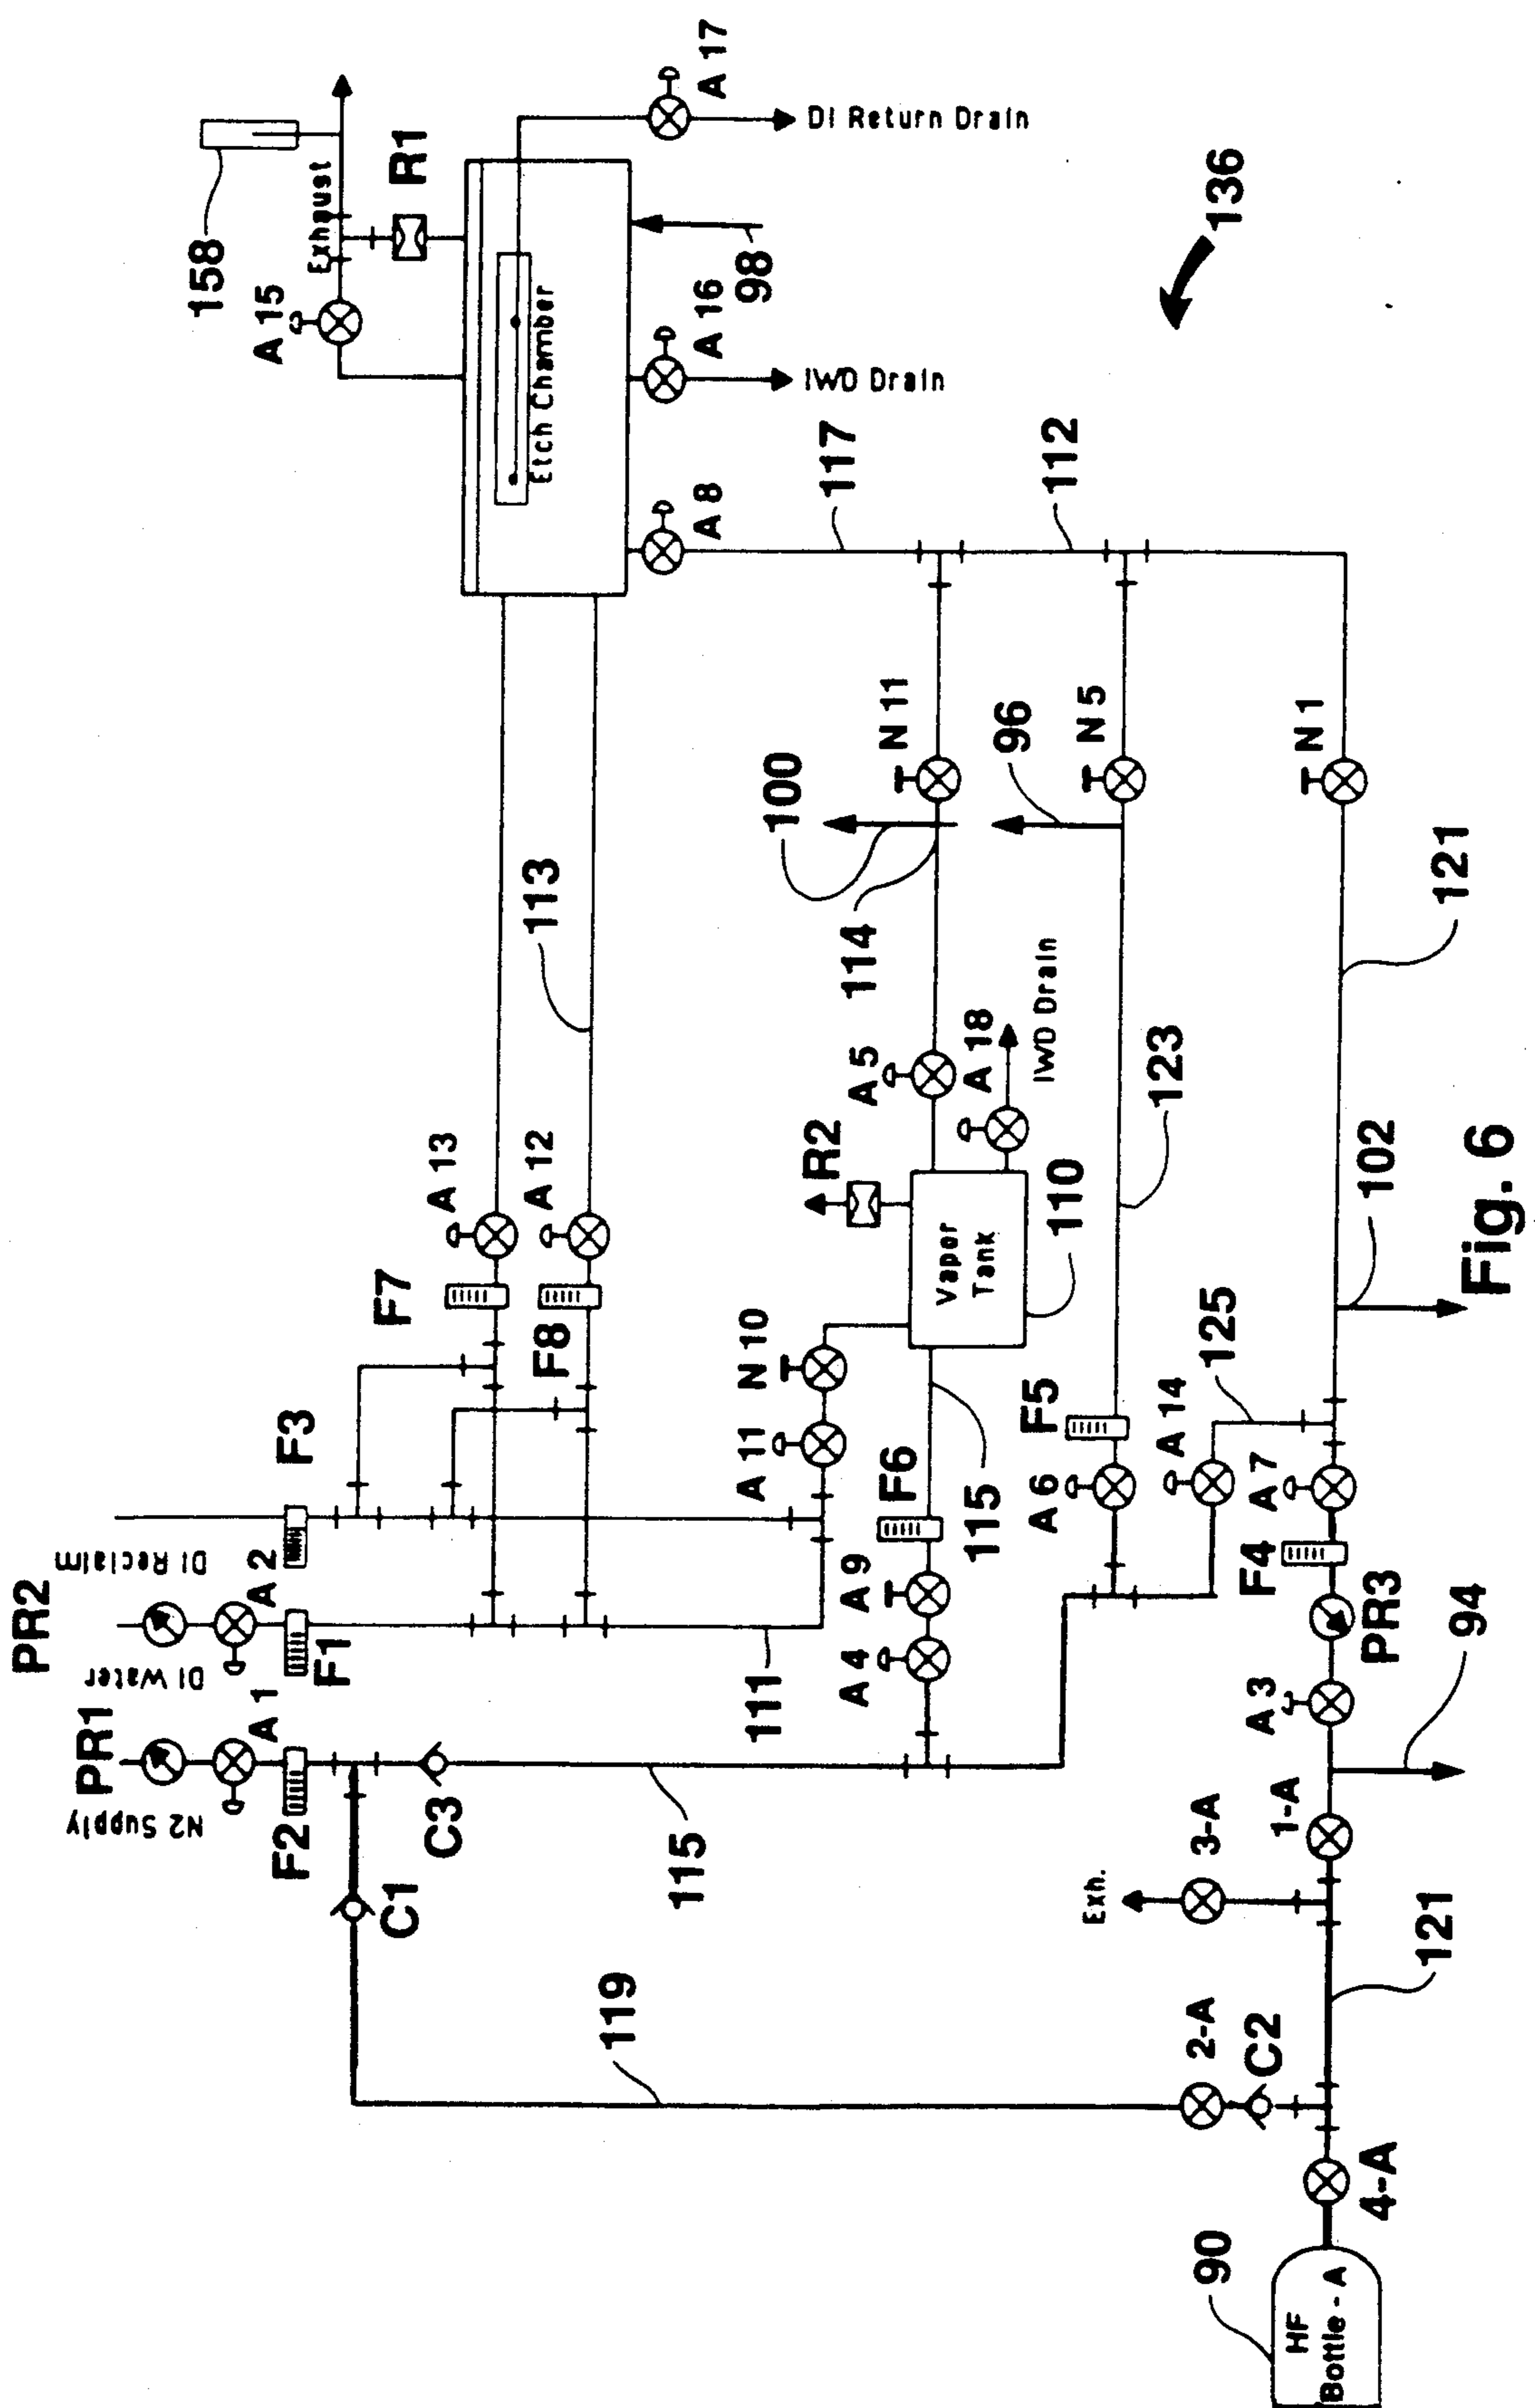 158
Exhaust
A 15
R1
A 17
DI Return Drain
Etch Chamber
98
A 16
IWD Drain
A 8
136
117
112
113
N 11
100
96
N 5
N 1
114
121
A 5
A 18
IWD Drain
R2
Vapor
Tank
110
123
102
Fig. 6
A 13
A 12
F7
F8
F3
N 10
A 11
F6
115
F5
A 6
A 14
125
A 7
F4
PR3
94
PR2
DI Reclaim
DI Water
A 2
F1
PR1
N2 Supply
A 1
F2
111
A 9
A 4
A 3
C3
C1
115
1-A
3-A
Exh.
121
119
2-A
C2
4-A
90
HF
Bottle - A